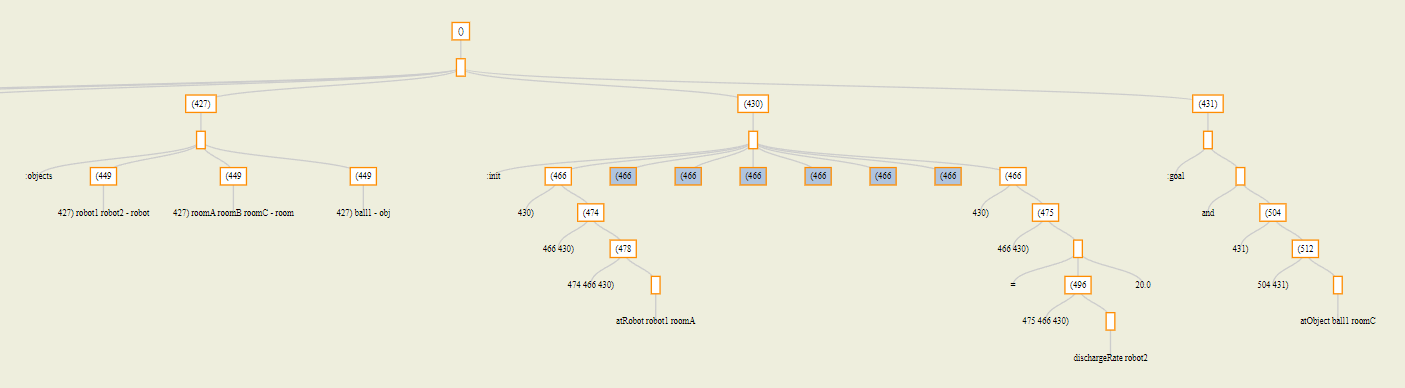 ()
(427) (430) (431)
:objects (449 (449 (449 :init (466 (466 (466 (466 (466 (466 (466 (466 :goal
427) robot1 robot2 - robot 427) roomA roomB roomC - room 427) ball1 - obj 430) (474 430) (475 and (504
466 430) (478 466 430) 431) (512
474 466 430) = (496 20.0 504 431)
atRobot robot1 roomA 475 466 430) atObject ball1 roomC
dischargeRate robot2